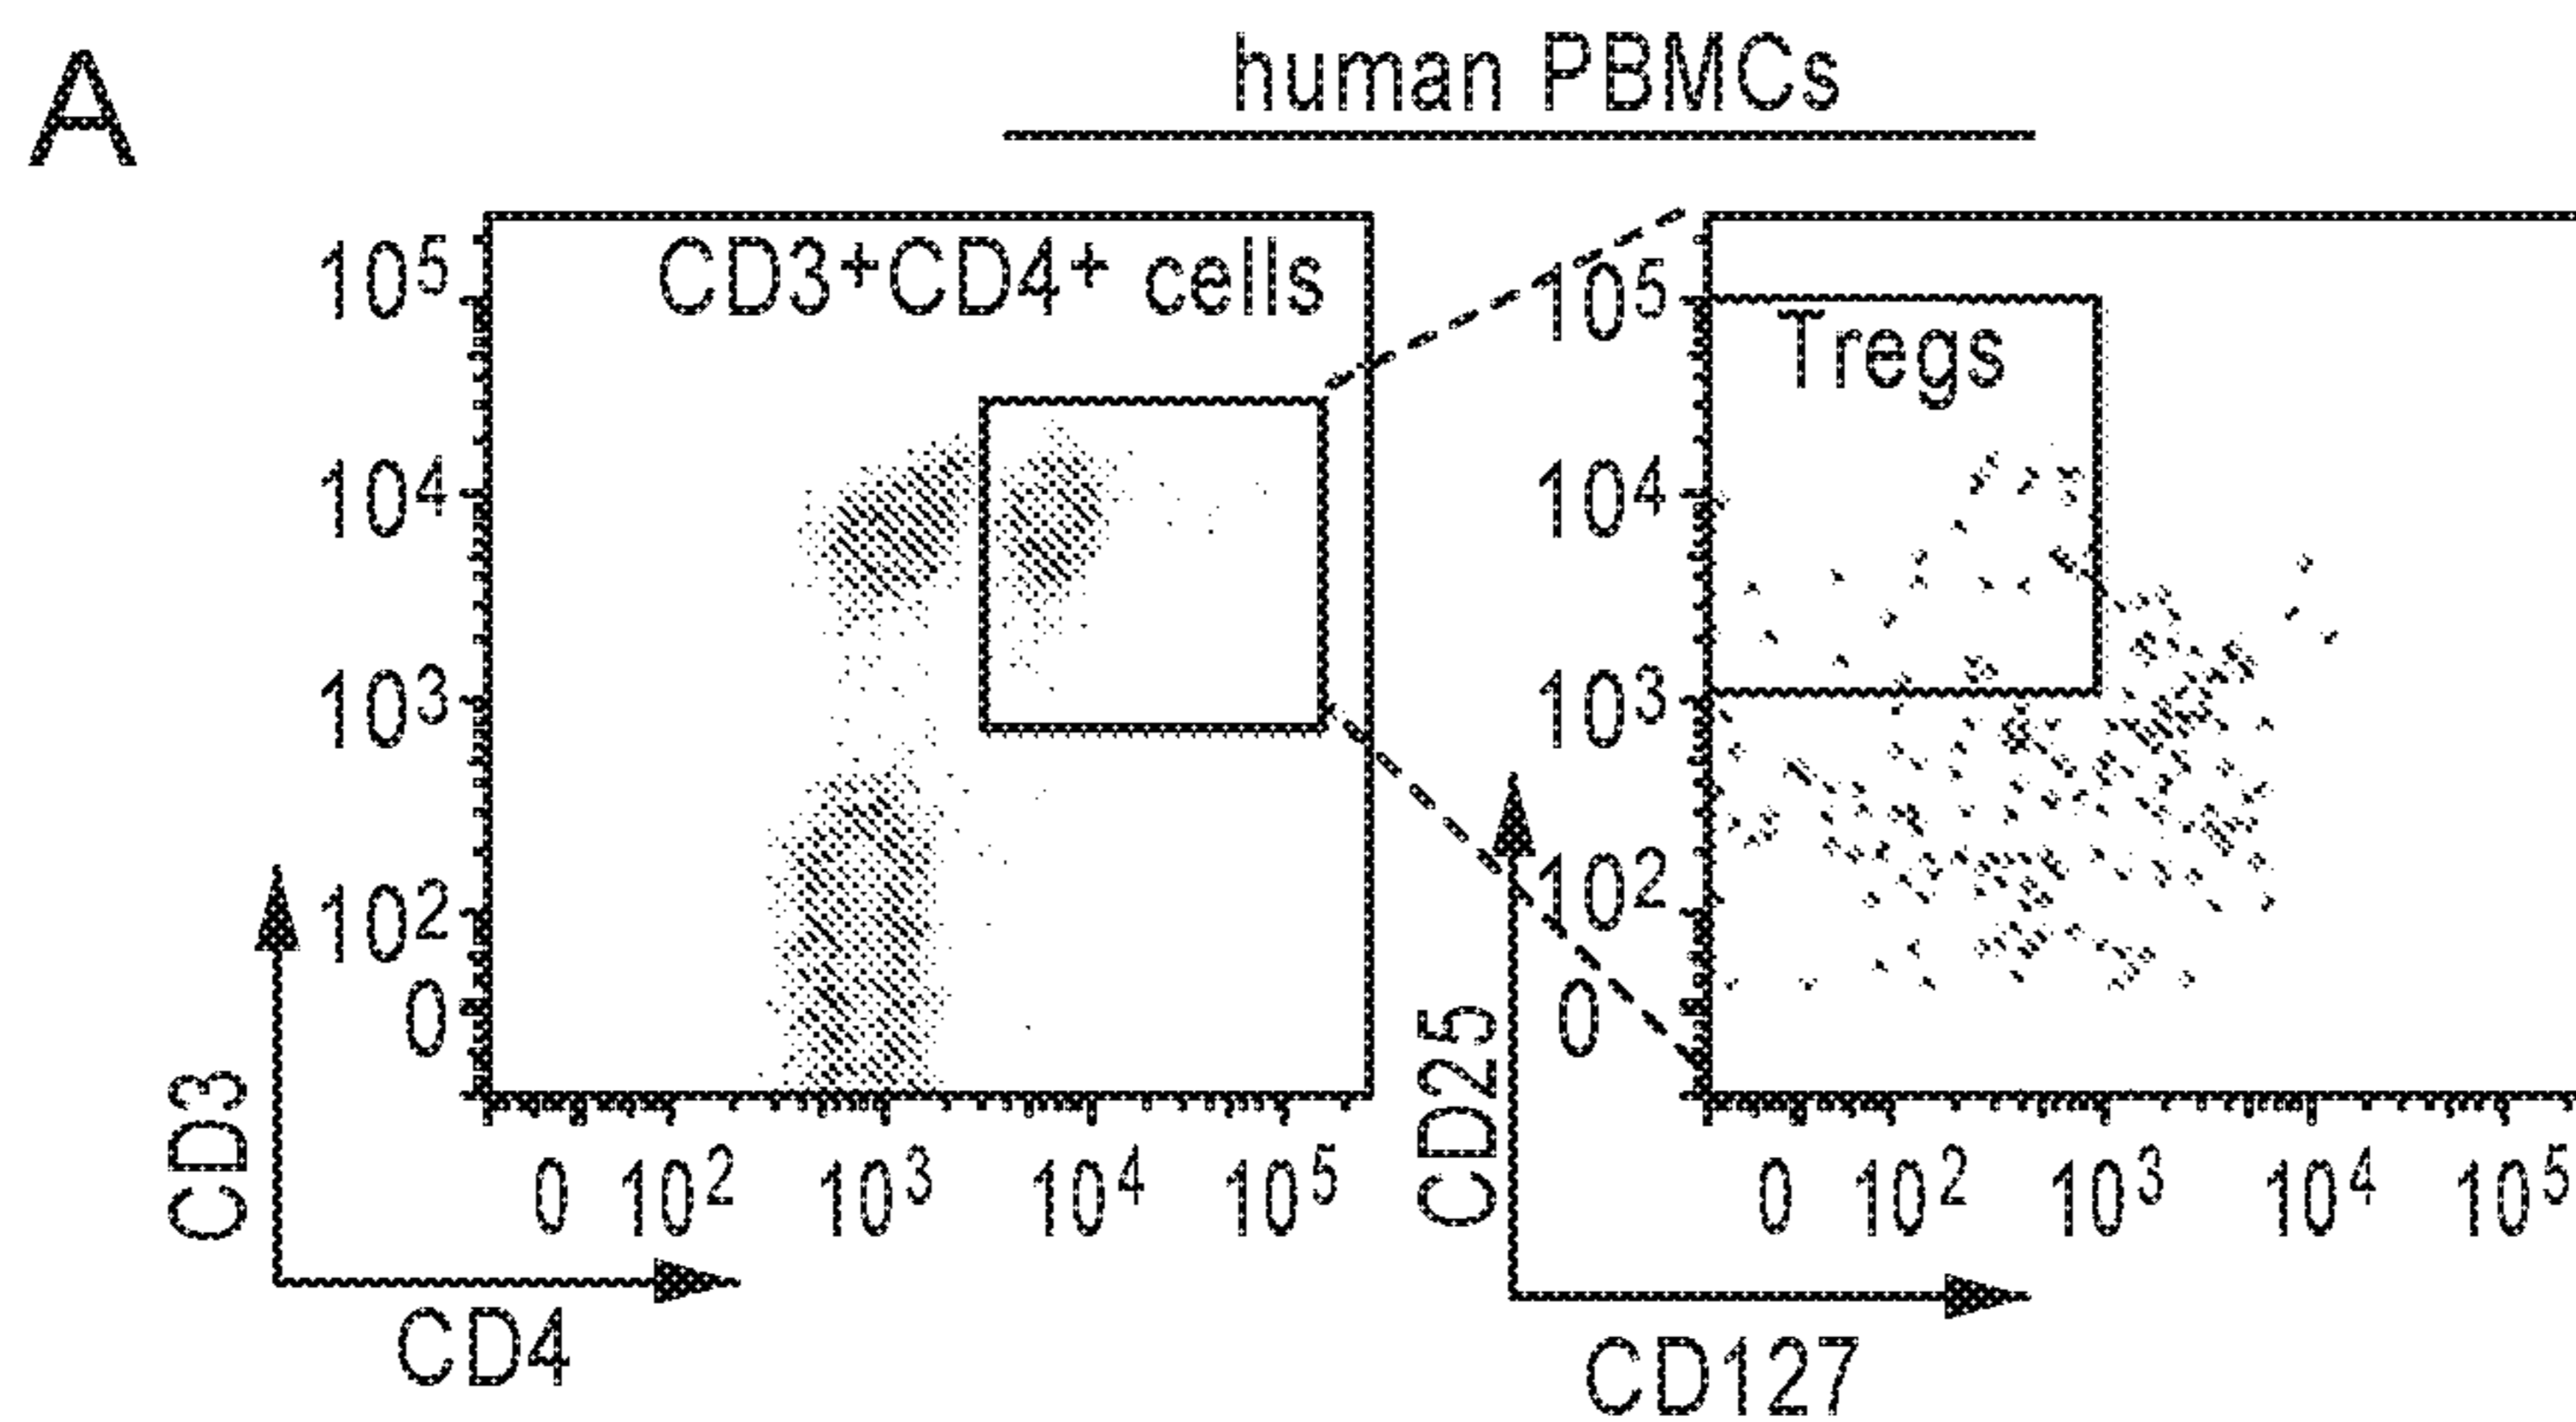 A
human PBMCs
CD3+CD4+ cells
10⁵
10⁴
10³
10²
0
CD3
0 10² 10³ 10⁴ 10⁵
CD4
Tregs
10⁵
10⁴
10³
10²
0
CD25
0 10² 10³ 10⁴ 10⁵
CD127